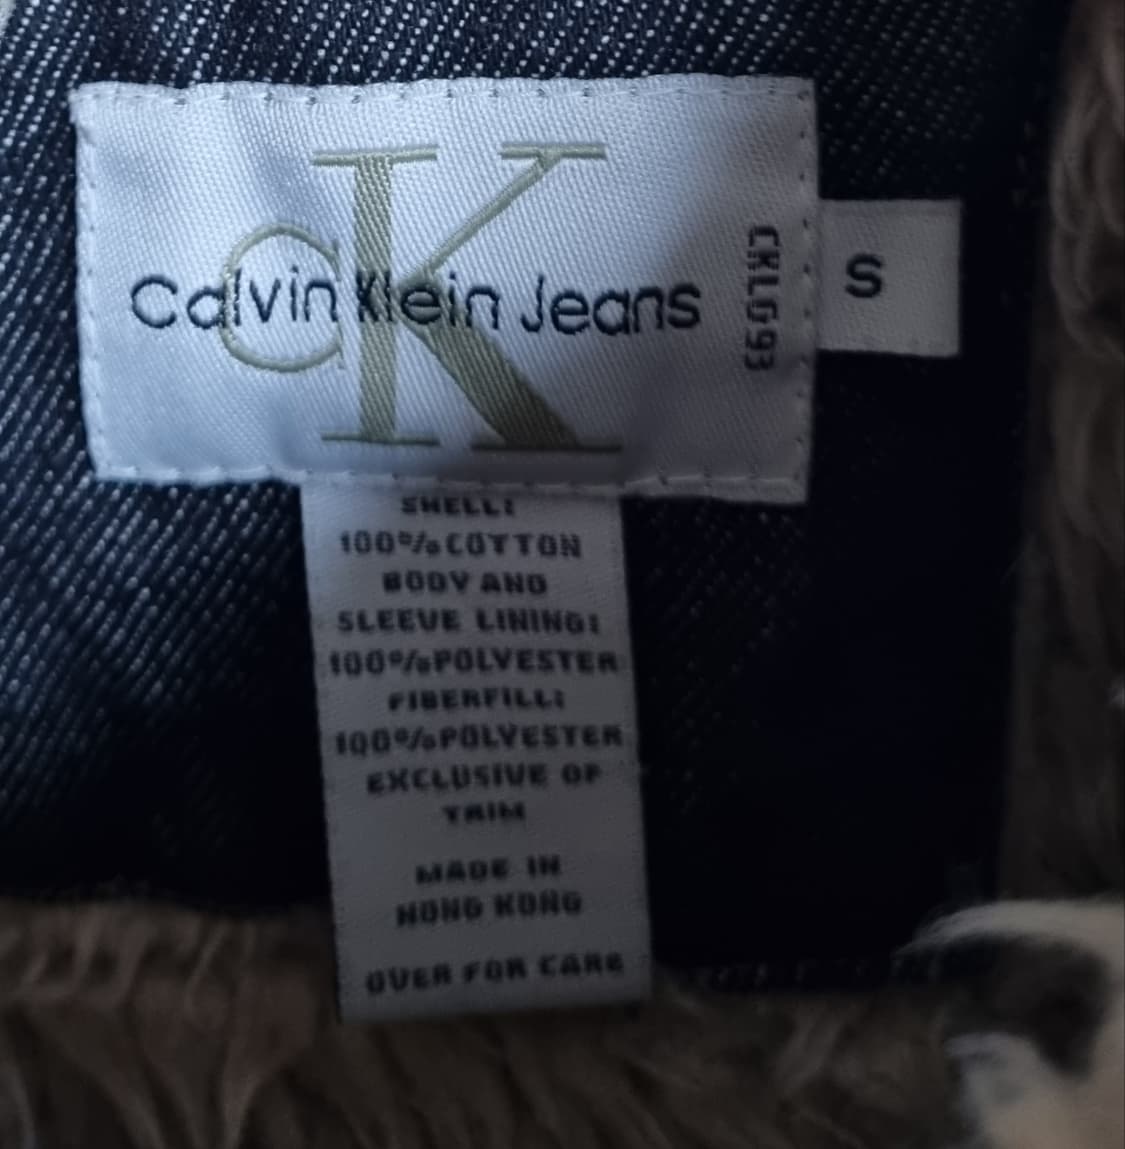 CK
Calvin Klein Jeans
CKLG93
S
SHELL:
100%COTTON
BODY AND
SLEEVE LINING:
100%POLYESTER
FIBERFILL:
100%POLYESTER
EXCLUSIVE OF
TRIM
MADE IN
HONG KONG
OVER FOR CARE